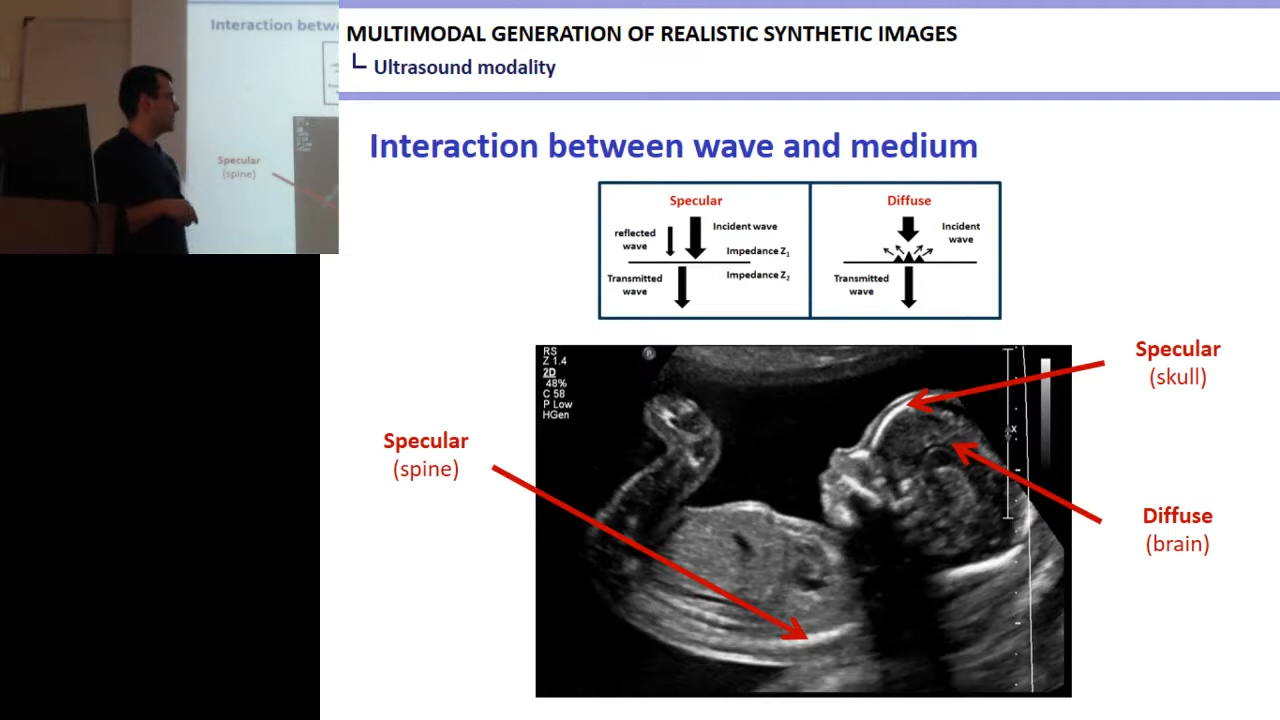 Interaction betw
Specular
(spine)
MULTIMODAL GENERATION OF REALISTIC SYNTHETIC IMAGES
Ultrasound modality
Interaction between wave and medium
Specular
reflected
wave
Incident wave
Impedance Z₁
Transmitted
wave
Impedance Z₂
Diffuse
Incident
wave
Transmitted
wave
RS
Z 1.4
2D
48%
C 58
P Low
HGen
P
x
Specular
(skull)
Specular
(spine)
Diffuse
(brain)